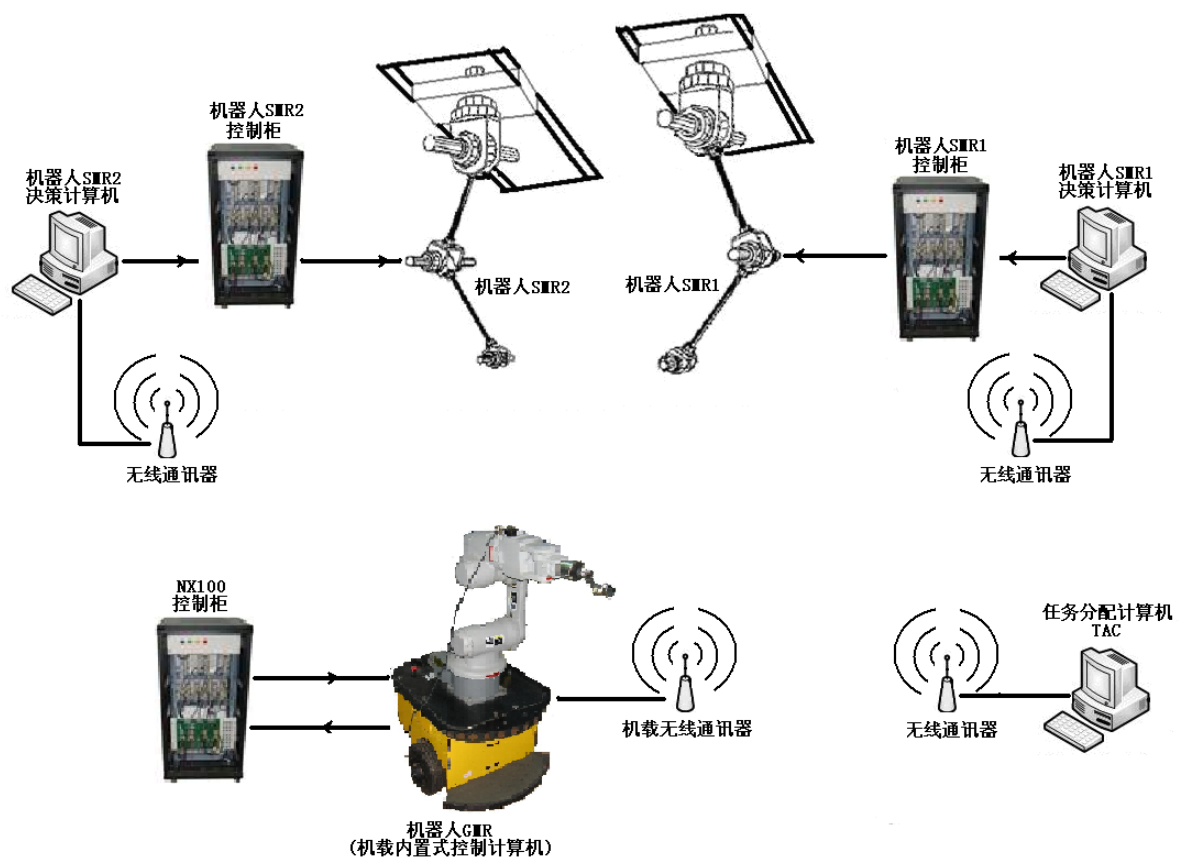 机器人SMR2
控制柜
机器人SMR1
控制柜
机器人SMR2
决策计算机
机器人SMR1
决策计算机
机器人SMR2
机器人SMR1
无线通讯器
无线通讯器
NX100
控制柜
任务分配计算机
TAC
机载无线通讯器
无线通讯器
机器人GMR
(机载内置式控制计算机)